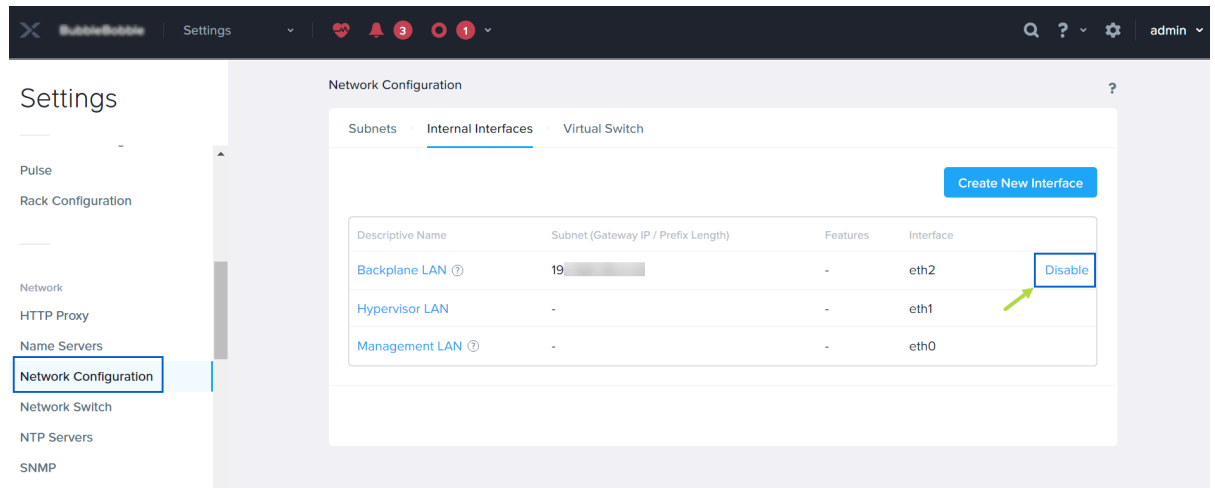 BubbleBobble Settings 3 1 ? admin
Settings
Pulse
Rack Configuration
Network
HTTP Proxy
Name Servers
Network Configuration
Network Switch
NTP Servers
SNMP
Network Configuration ?
Subnets Internal Interfaces Virtual Switch
Create New Interface
Descriptive Name Subnet (Gateway IP / Prefix Length) Features Interface
Backplane LAN ? 19 - eth2 Disable
Hypervisor LAN - - eth1
Management LAN ? - - eth0